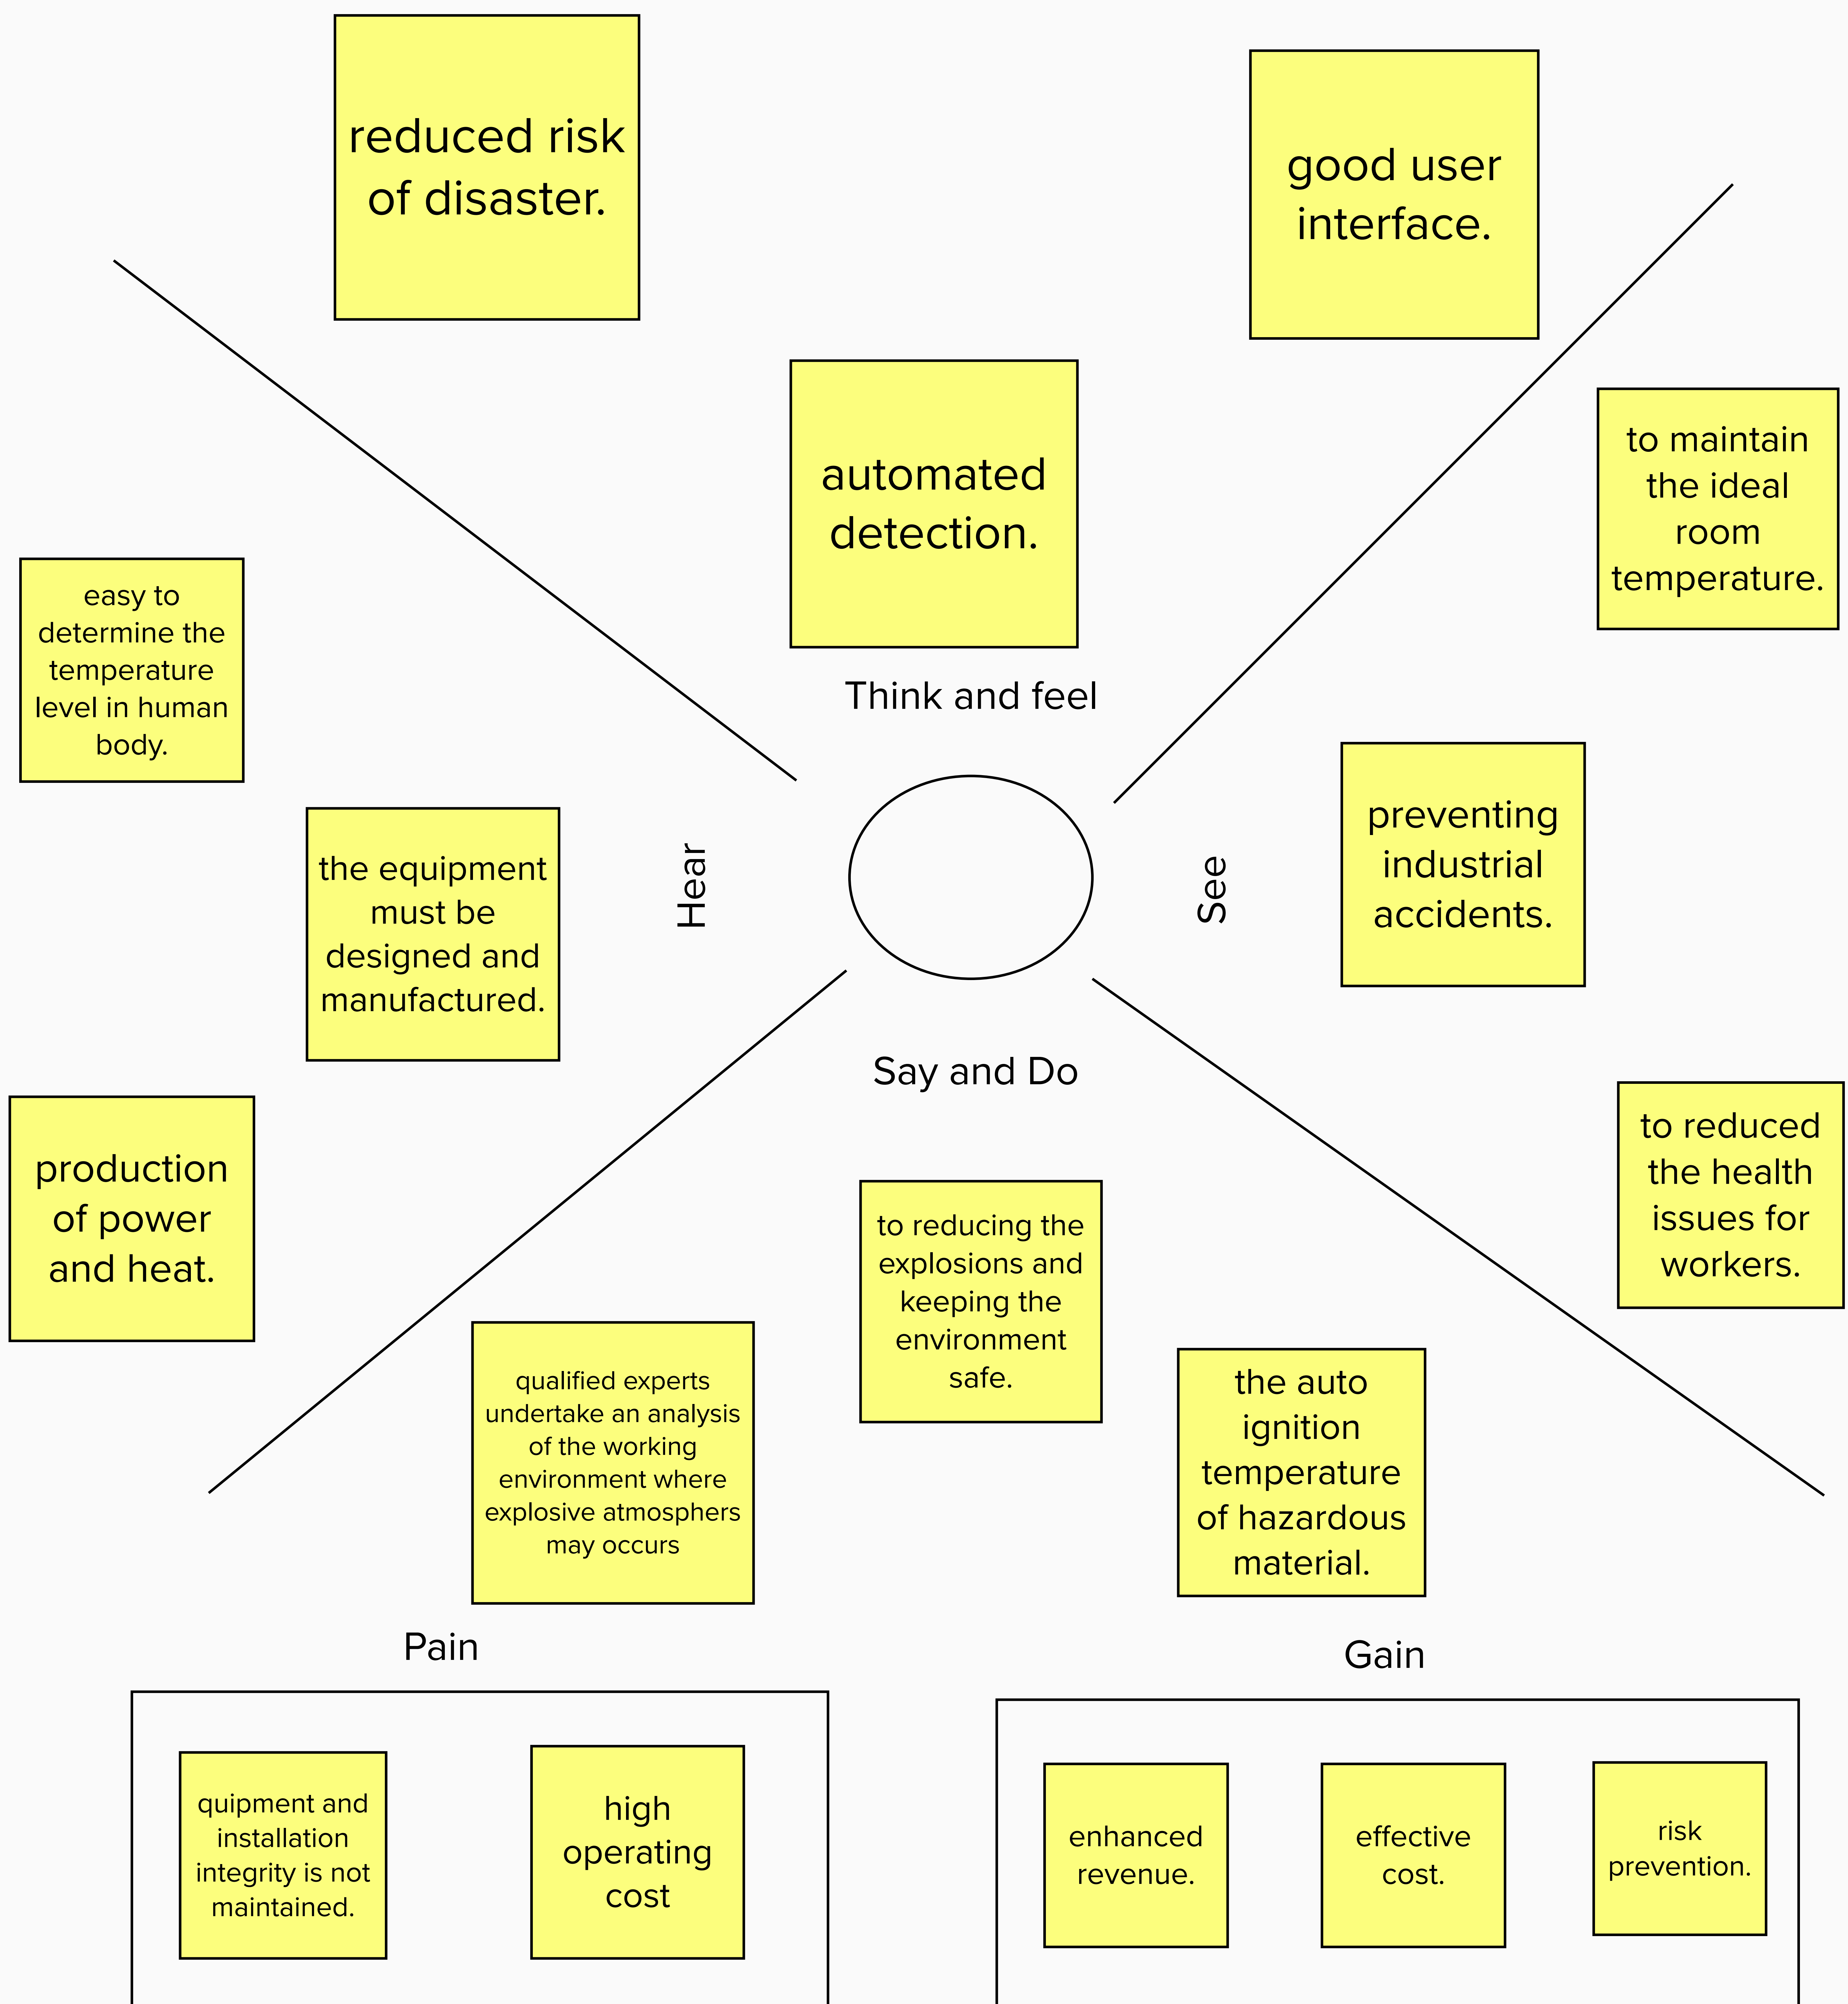 reduced risk
of disaster.
good user
interface.
automated
detection.
to maintain
the ideal
room
temperature.
easy to
determine the
temperature
level in human
body.
Think and feel
preventing
industrial
accidents.
the equipment
must be
designed and
manufactured.
Hear
See
Say and Do
production
of power
and heat.
to reduced
the health
issues for
workers.
to reducing the
explosions and
keeping the
environment
safe.
qualified experts
undertake an analysis
of the working
environment where
explosive atmosphers
may occurs
the auto
ignition
temperature
of hazardous
material.
Pain
Gain
quipment and
installation
integrity is not
maintained.
high
operating
cost
enhanced
revenue.
effective
cost.
risk
prevention.